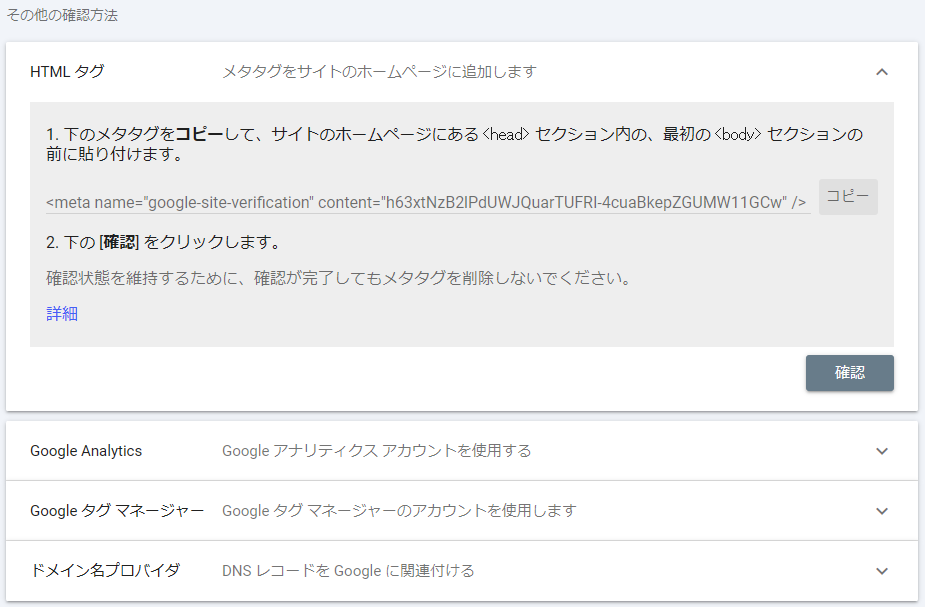 その他の確認方法
HTML タグ メタタグをサイトのホームページに追加します
1. 下のメタタグをコピーして、サイトのホームページにある <head> セクション内の、最初の <body> セクションの
前に貼り付けます。
<meta name="google-site-verification" content="h63xtNzB2lPdUWJQuarTUFRI-4cuaBkepZGUMW11GCw" /> コピー
2. 下の [確認] をクリックします。
確認状態を維持するために、確認が完了してもメタタグを削除しないでください。
詳細
確認
Google Analytics Google アナリティクス アカウントを使用する
Google タグ マネージャー Google タグ マネージャーのアカウントを使用します
ドメイン名プロバイダ DNS レコードを Google に関連付ける